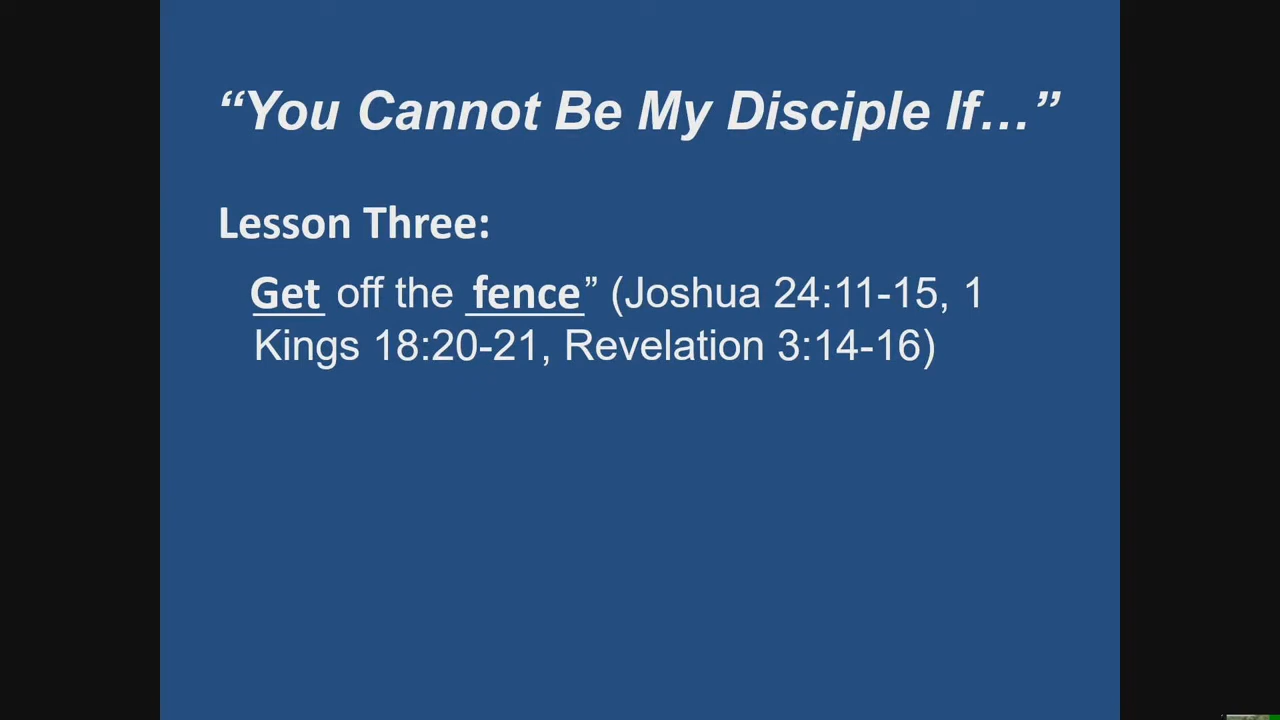 “You Cannot Be My Disciple If…”
Lesson Three:
Get off the fence” (Joshua 24:11-15, 1
Kings 18:20-21, Revelation 3:14-16)